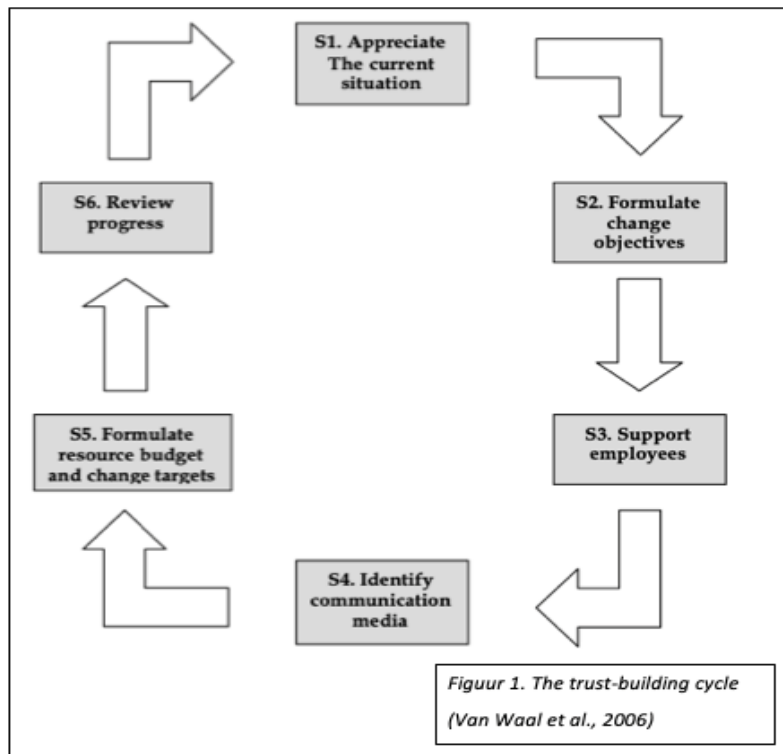 S1. Appreciate
The current
situation
S2. Formulate
change
objectives
S3. Support
employees
S4. Identify
communication
media
S5. Formulate
resource budget
and change targets
S6. Review
progress
Figuur 1. The trust-building cycle
(Van Waal et al., 2006)